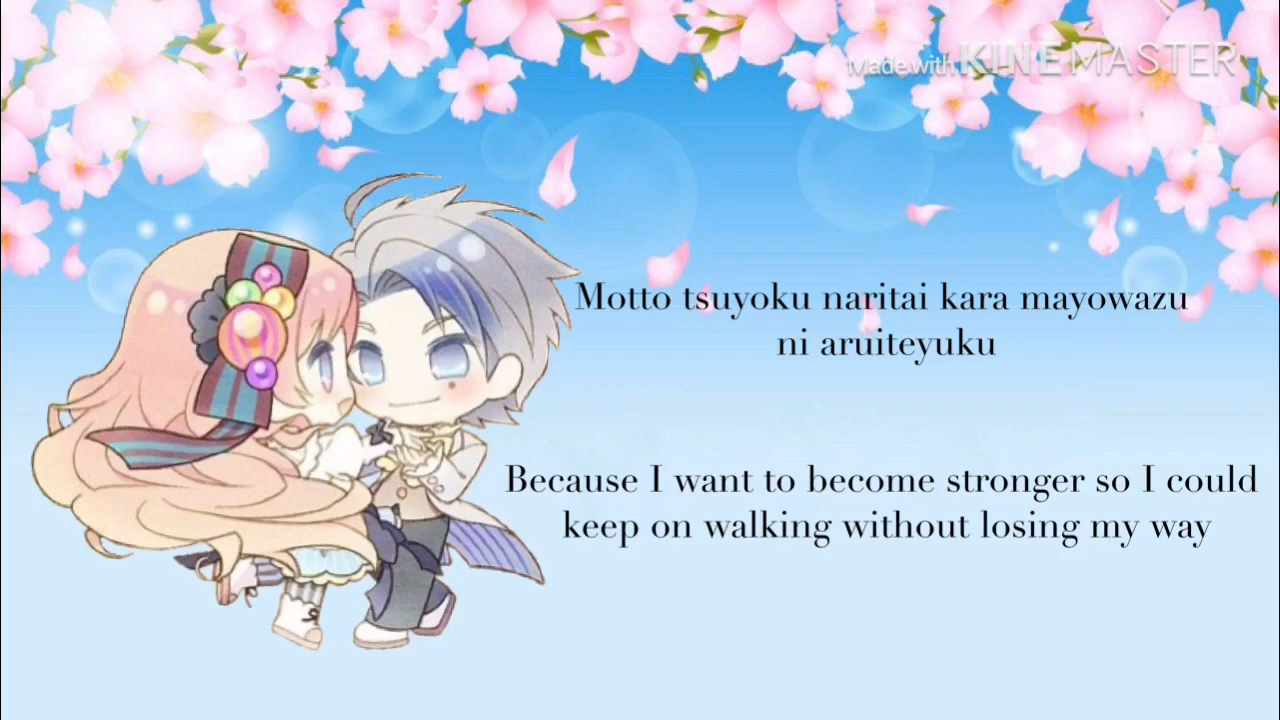 Made with KINEMASTER
Motto tsuyoku naritai kara mayowazu
ni aruiteyuku
Because I want to become stronger so I could
keep on walking without losing my way